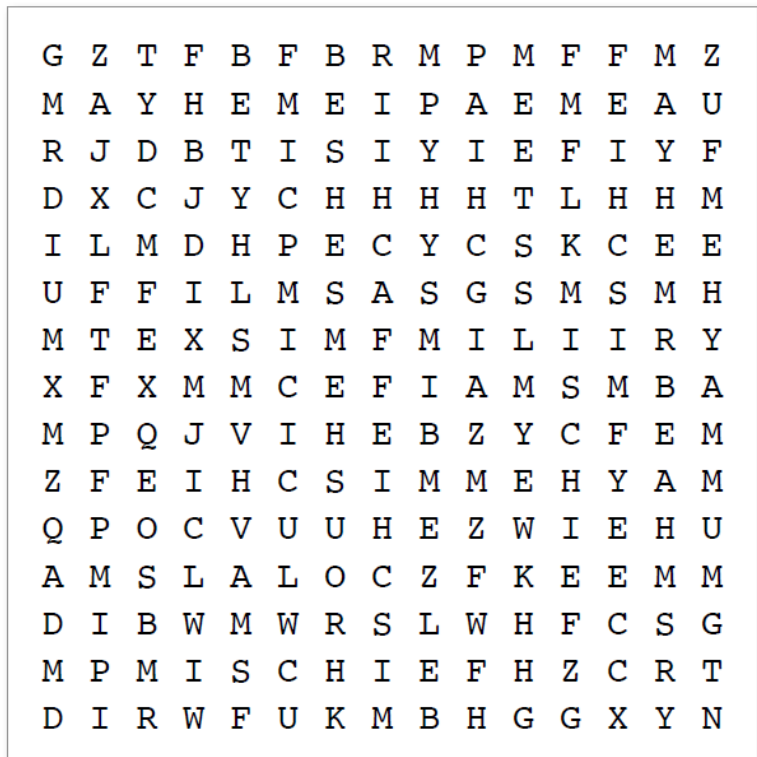 G Z T F B F B R M P M F F M Z
M A Y H E M E I P A E M E A U
R J D B T I S I Y I E F I Y F
D X C J Y C H H H H T L H H M
I L M D H P E C Y C S K C E E
U F F I L M S A S G S M S M H
M T E X S I M F M I L I I R Y
X F X M M C E F I A M S M B A
M P Q J V I H E B Z Y C F E M
Z F E I H C S I M M E H Y A M
Q P O C V U U H E Z W I E H U
A M S L A L O C Z F K E E M M
D I B W M W R S L W H F C S G
M P M I S C H I E F H Z C R T
D I R W F U K M B H G G X Y N